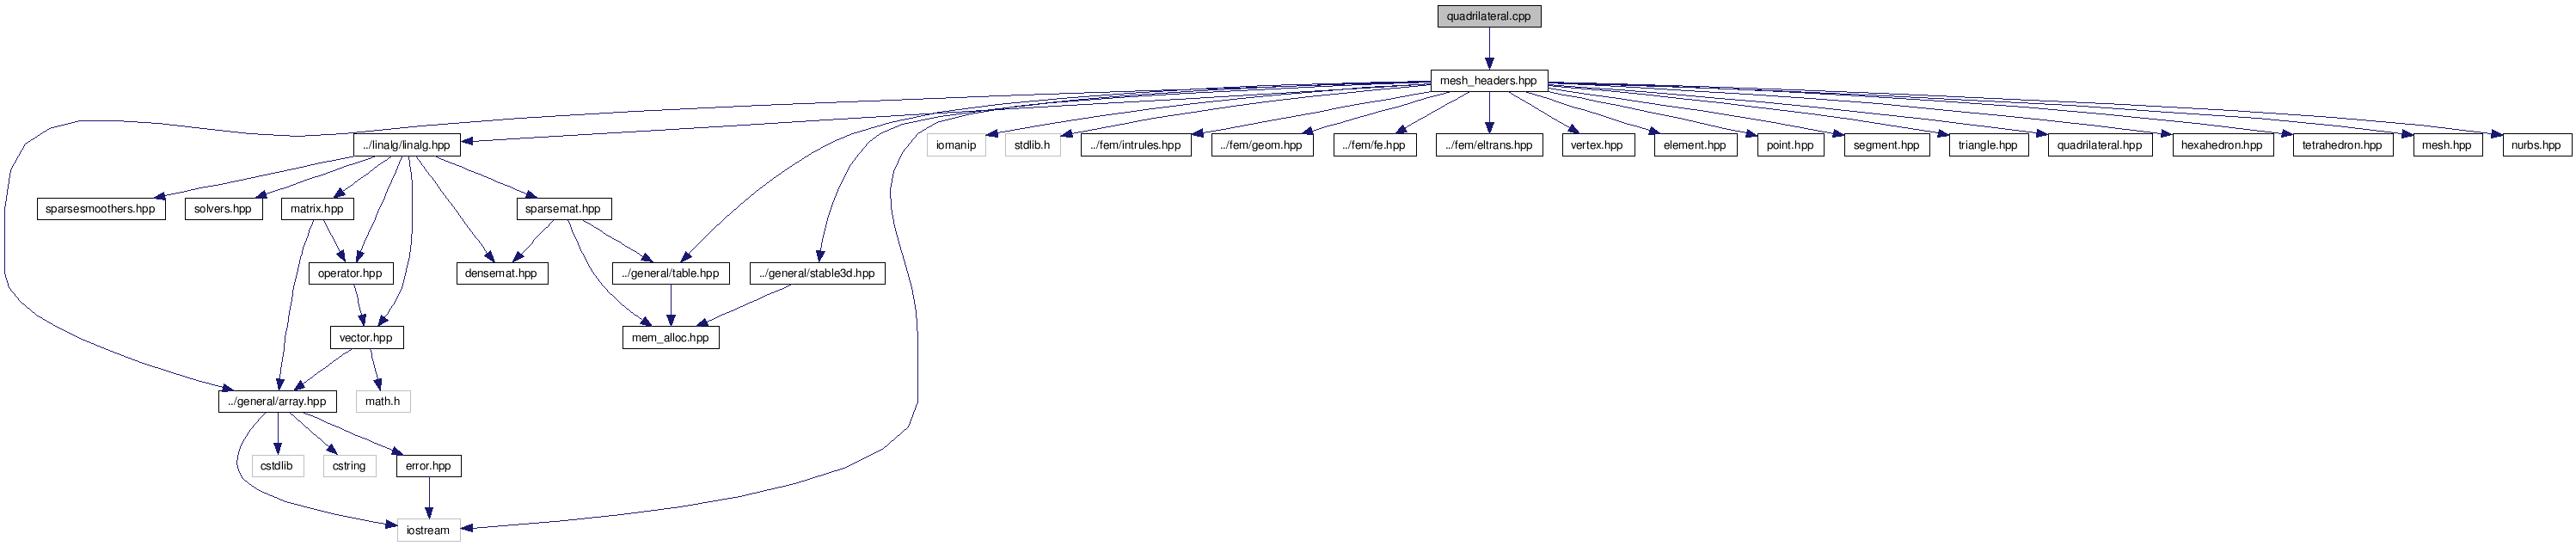 quadrilateral.cpp
mesh_headers.hpp
../linalg/linalg.hpp
iomanip
stdlib.h
../fem/intrules.hpp
../fem/geom.hpp
../fem/fe.hpp
../fem/eltrans.hpp
vertex.hpp
element.hpp
point.hpp
segment.hpp
triangle.hpp
quadrilateral.hpp
hexahedron.hpp
tetrahedron.hpp
mesh.hpp
nurbs.hpp
sparsesmoothers.hpp
solvers.hpp
matrix.hpp
sparsemat.hpp
operator.hpp
densemat.hpp
../general/table.hpp
../general/stable3d.hpp
vector.hpp
mem_alloc.hpp
../general/array.hpp
math.h
cstdlib
cstring
error.hpp
iostream